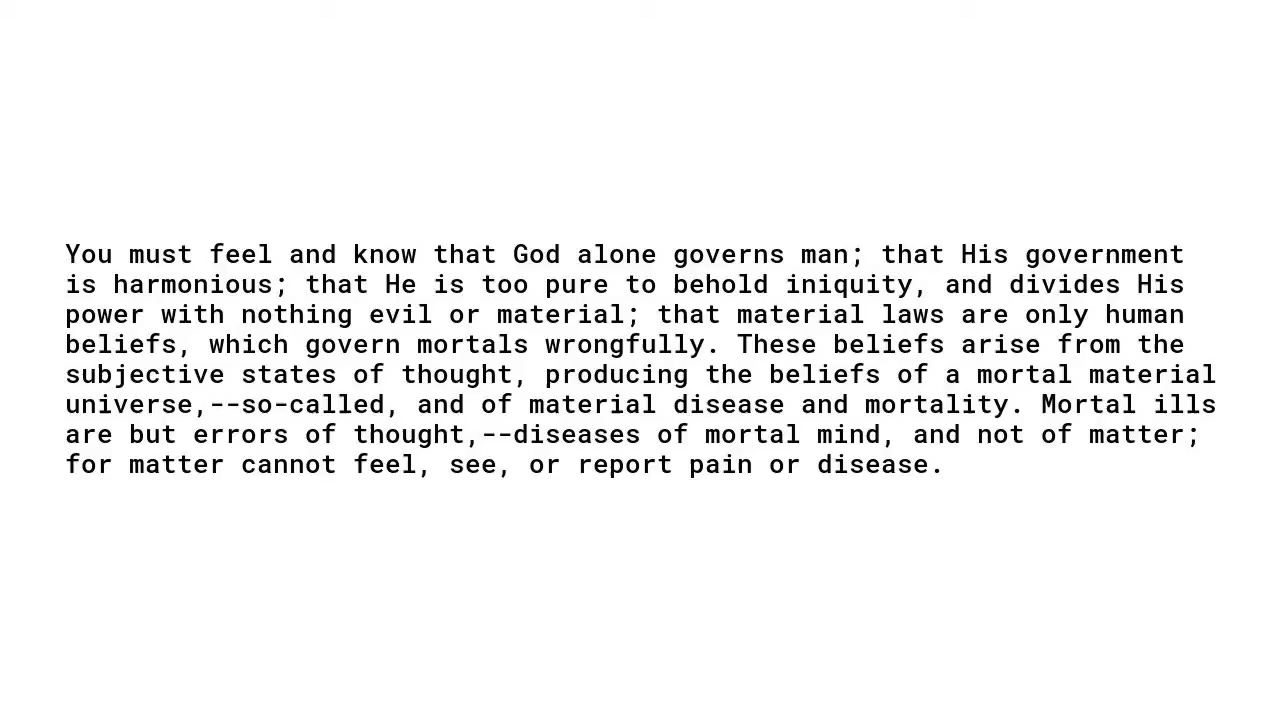 You must feel and know that God alone governs man; that His government
is harmonious; that He is too pure to behold iniquity, and divides His
power with nothing evil or material; that material laws are only human
beliefs, which govern mortals wrongfully. These beliefs arise from the
subjective states of thought, producing the beliefs of a mortal material
universe,--so-called, and of material disease and mortality. Mortal ills
are but errors of thought,--diseases of mortal mind, and not of matter;
for matter cannot feel, see, or report pain or disease.